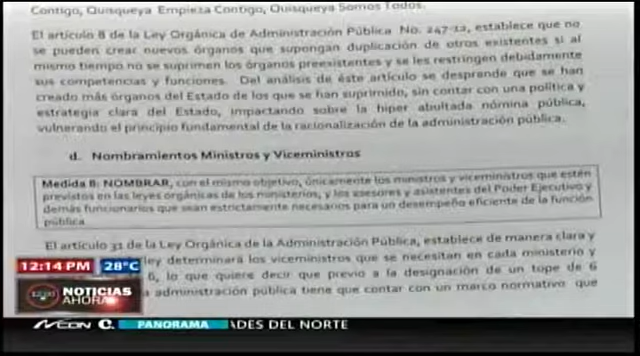 Contigo, Quisqueya Empieza Contigo, Quisqueya Somos Todos.
El artículo 8 de la Ley Orgánica de Administración Pública No. 247-12, establece que no
se pueden crear nuevos órganos que supongan duplicación de otros existentes si al
mismo tiempo no se suprimen los órganos preexistentes y se les restringen debidamente
sus competencias y funciones. Del análisis de éste artículo se desprande que se han
creado más órganos del Estado de los que se han suprimido, sin contar con una política y
estrategia clara del Estado, impactando sobre la hiper abultada nómina pública,
vulnerando el principio fundamental de la racionalización de la administración pública.
d. Nombramientos Ministros y Viceministros
Medida 8: NOMBRAR, con el mismo objetivo, únicamente los ministros y viceministros que estén
previstos en las leyes orgánicas de los ministerios, y los asesores y asistentes del Poder Ejecutivo y
demás funcionarios que sean estrictamente necesarios para un desempeño eficiente de la función
pública
El artículo 31 de la Ley Orgánica de la Administración Pública, establece de manera clara y
ley determinará los viceministros que se necesitan en cada ministerio y
6, lo que quiere decir que previo a la designación de un tope de 6
a administración pública tiene que contar con un marco normativo que
12:14 PM 28°C
12:00 NOTICIAS
AHORA
PANORAMA ADES DEL NORTE